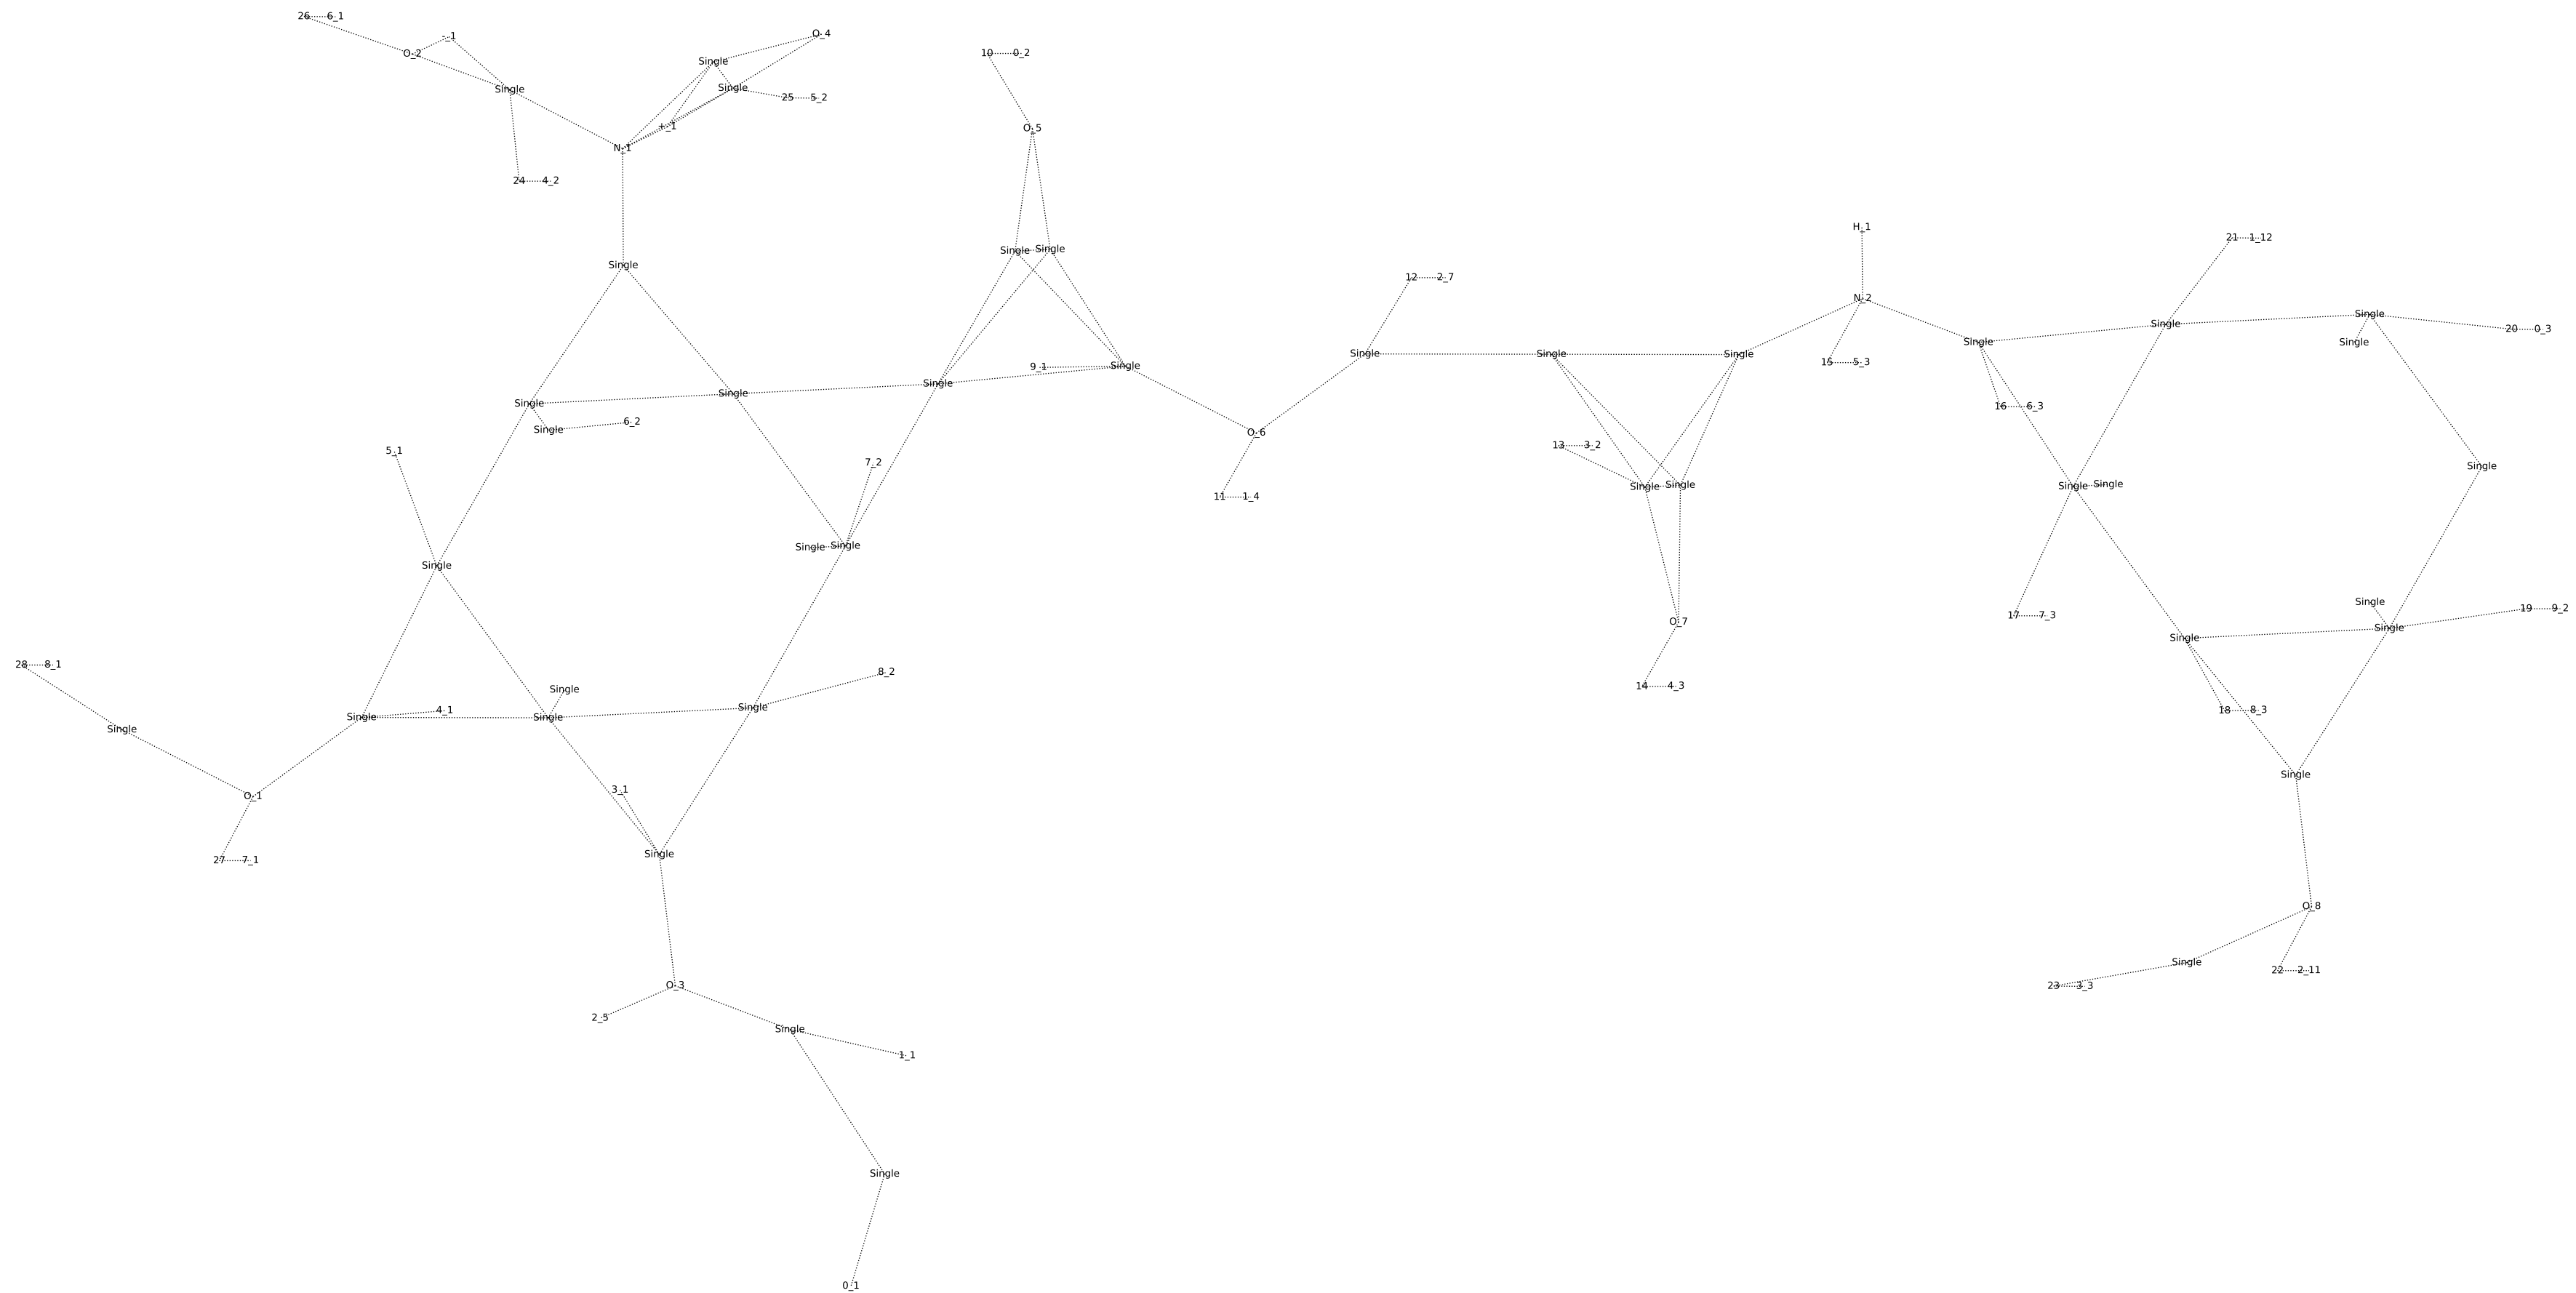 26 6_1
-_1
O_4
O_2
10 0_2
Single
Single
Single
25 5_2
+_1
O_5
N_1
24 4_2
H_1
21 1_12
Single Single
Single
12 2_7
N_2
Single
Single
20 0_3
Single
Single
Single Single Single
15 5_3
9_1 Single
Single
Single
Single
16 6_3
6_2
Single
O_6
13 3_2
5_1
7_2
Single
Single Single
Single Single
Single Single
11 1_4
Single
Single
19 9_2
17 7_3
O_7
Single
Single
Single
28 8_1
8_2
14 4_3
Single
Single
4_1
18 8_3
Single
Single
Single
Single
3_1
O_1
Single
27 7_1
O_8
Single
22 2_11
O_3
23 3_3
2_5
Single
1_1
Single
0_1